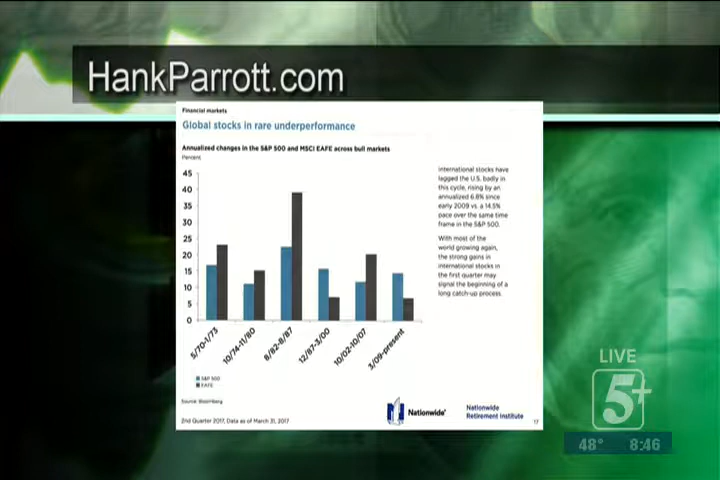 HankParrott.com
Financial markets
Global stocks in rare underperformance
Annualized changes in the S&P 500 and MSCI EAFE across bull markets
Percent
45
40
35
30
25
20
15
10
5
0
5/70-1/73
10/74-11/80
8/82-8/87
12/87-3/00
10/02-10/07
3/09-present
S&P 500
EAFE
International stocks have
lagged the U.S. badly in
this cycle, rising by an
annualized 6.8% since
early 2009 vs. a 14.5%
pace over the same time
frame in the S&P 500.
With most of the
world growing again,
the strong gains in
international stocks in
the first quarter may
signal the beginning of a
long catch-up process.
Source: Bloomberg
2nd Quarter 2017, Data as of March 31, 2017
Nationwide®
Nationwide
Retirement Institute
17
LIVE
5+
48° 8:46